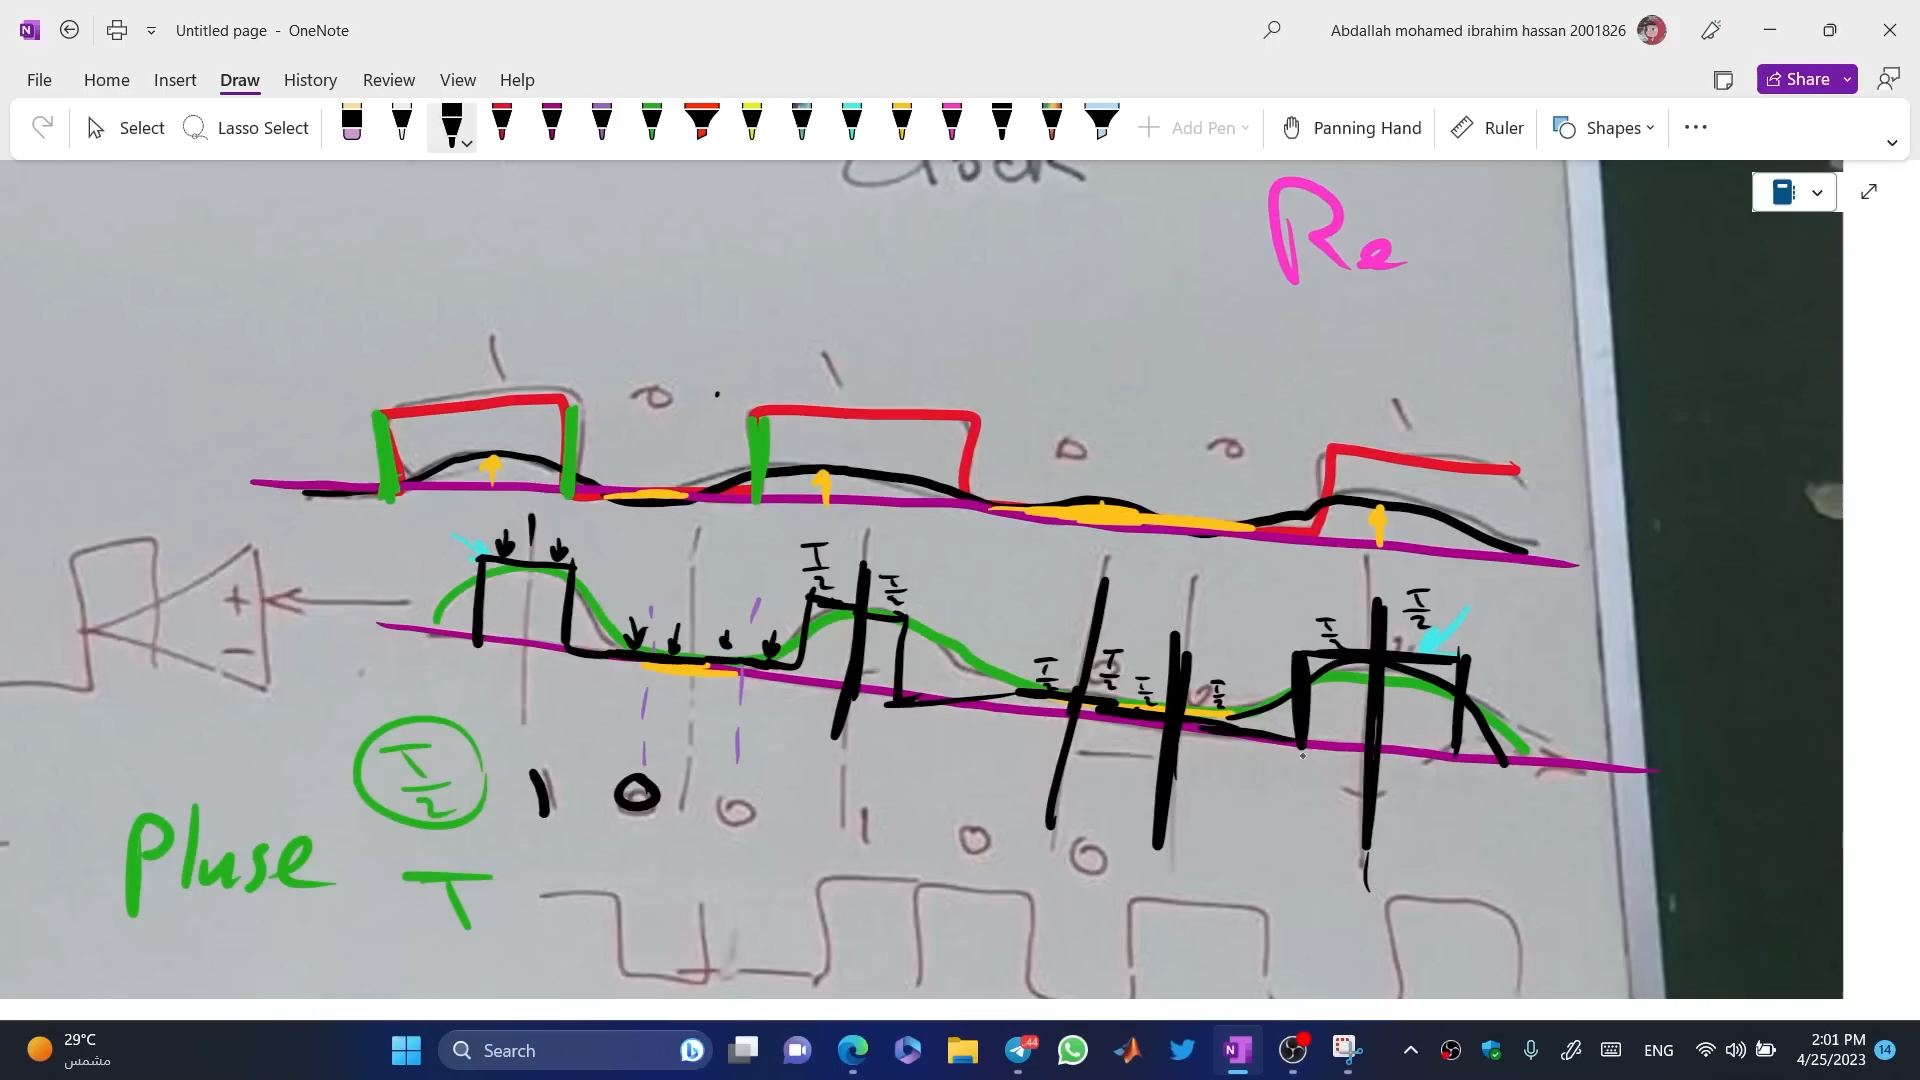 Untitled page - OneNote
Abdallah mohamed ibrahim hassan 2001826
File Home Insert Draw History Review View Help
Share
Select Lasso Select Add Pen Panning Hand Ruler Shapes
Clock
Re
1 0 1 0 0 1
T/2 T/2
T/2 T/2 T/2 T/2
T/2 T/2
+
-
T/2
1 0 0 1 0 0
Pluse
T
29°C
مشمس
Search
44
ENG
2:01 PM
4/25/2023
14